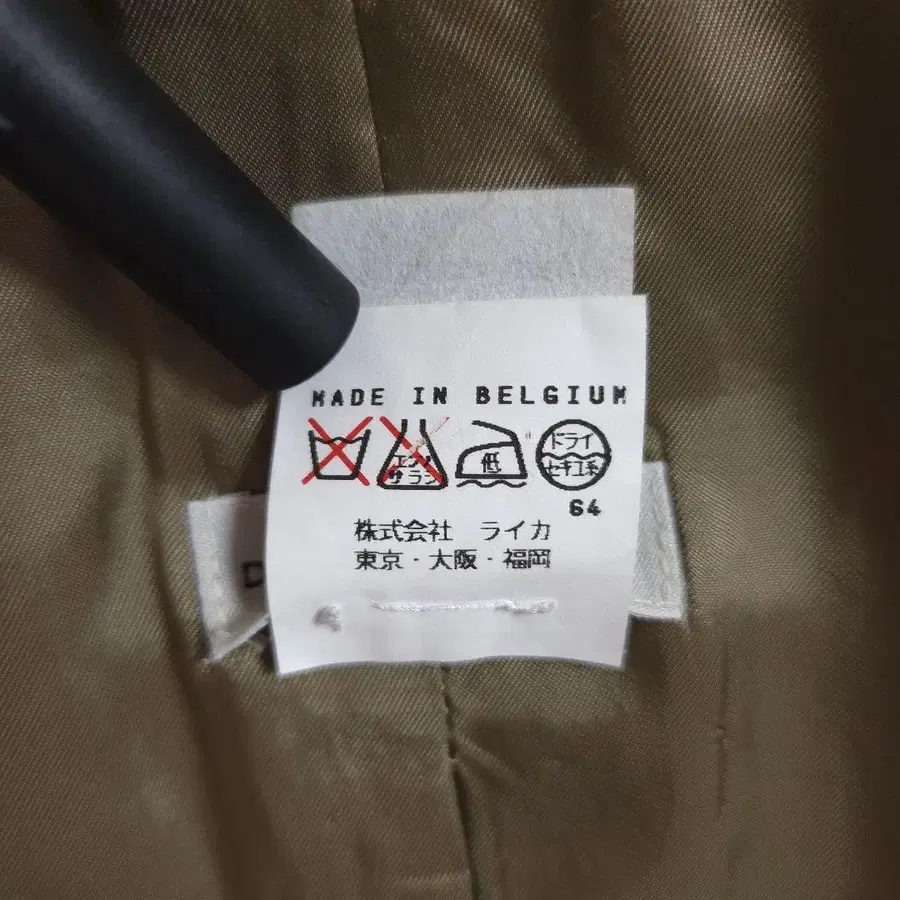 MADE IN BELGIUM
エンソ
サラシ
低
ドライ
セキユ系
64
株式会社 ライカ
東京・大阪・福岡
D